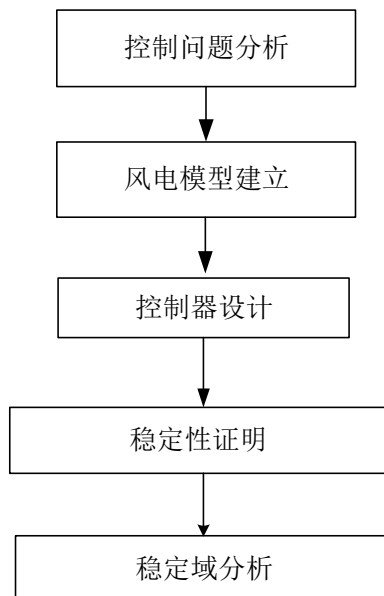 控制问题分析
风电模型建立
控制器设计
稳定性证明
稳定域分析